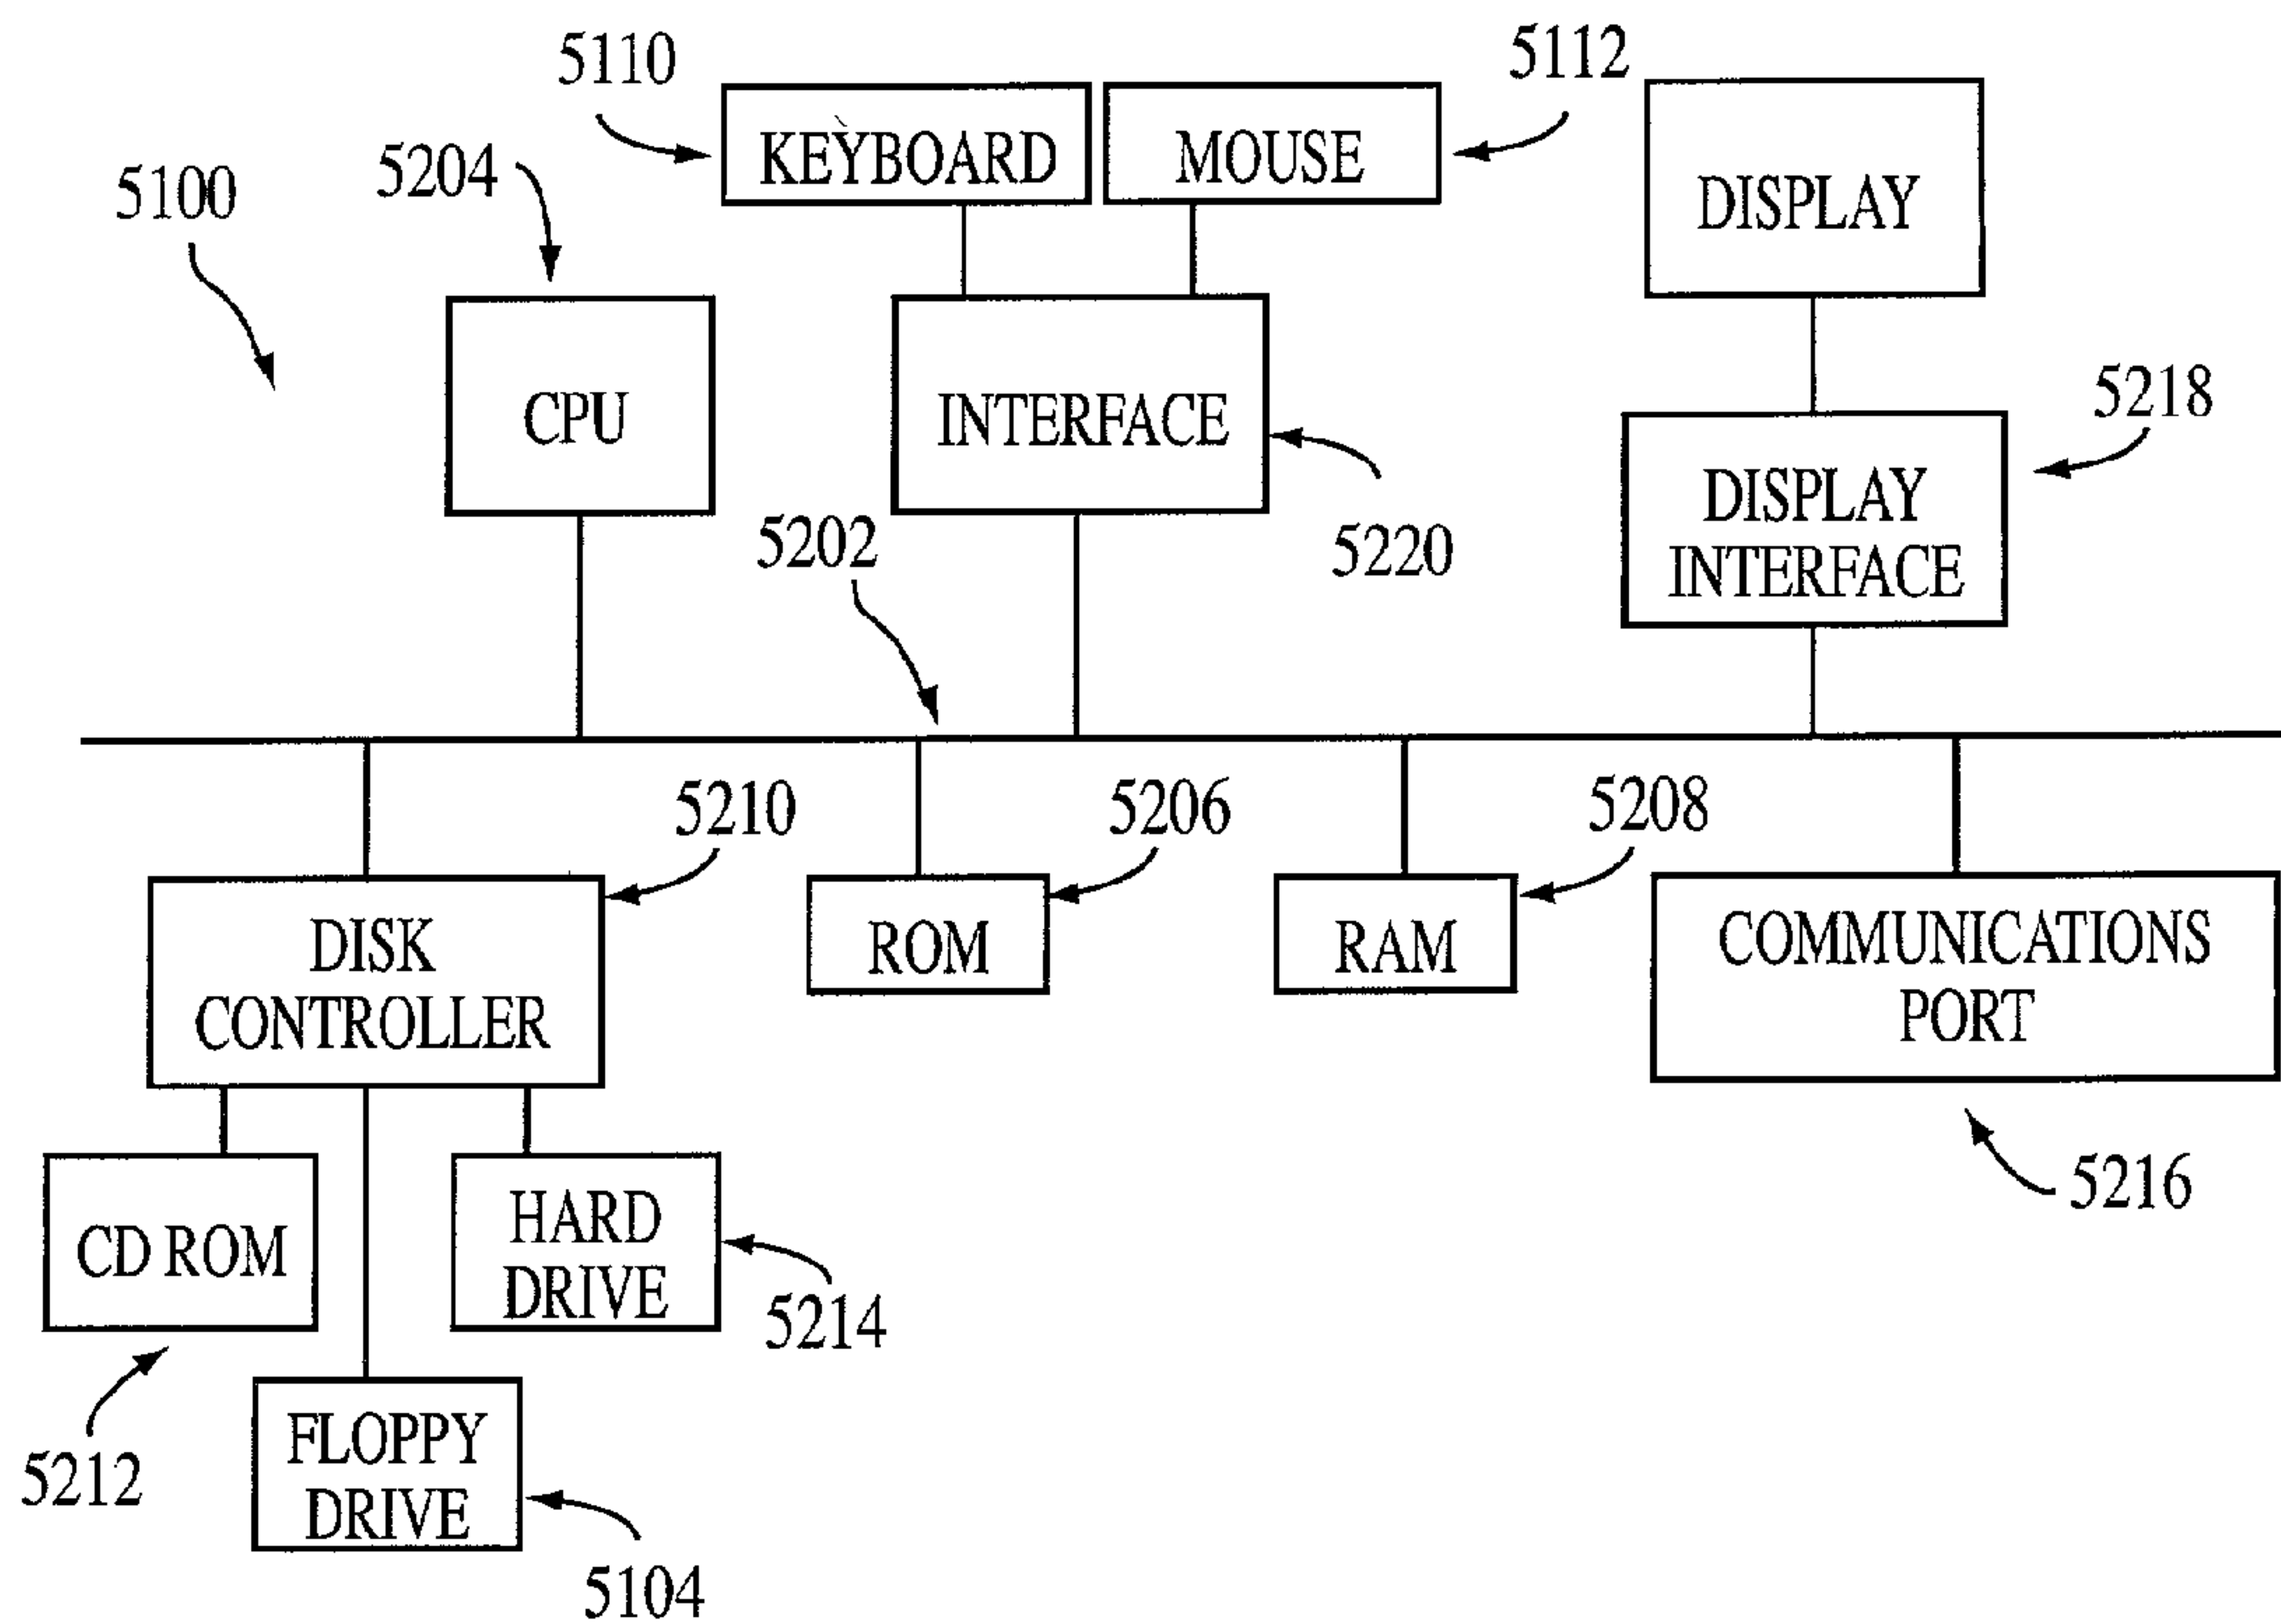 5110
5112
KEYBOARD
MOUSE
5204
5100
DISPLAY
CPU
INTERFACE
5218
DISPLAY
INTERFACE
5202
5220
5210
5206
5208
DISK
CONTROLLER
ROM
RAM
COMMUNICATIONS
PORT
5216
CD ROM
HARD
DRIVE
5214
5212
FLOPPY
DRIVE
5104